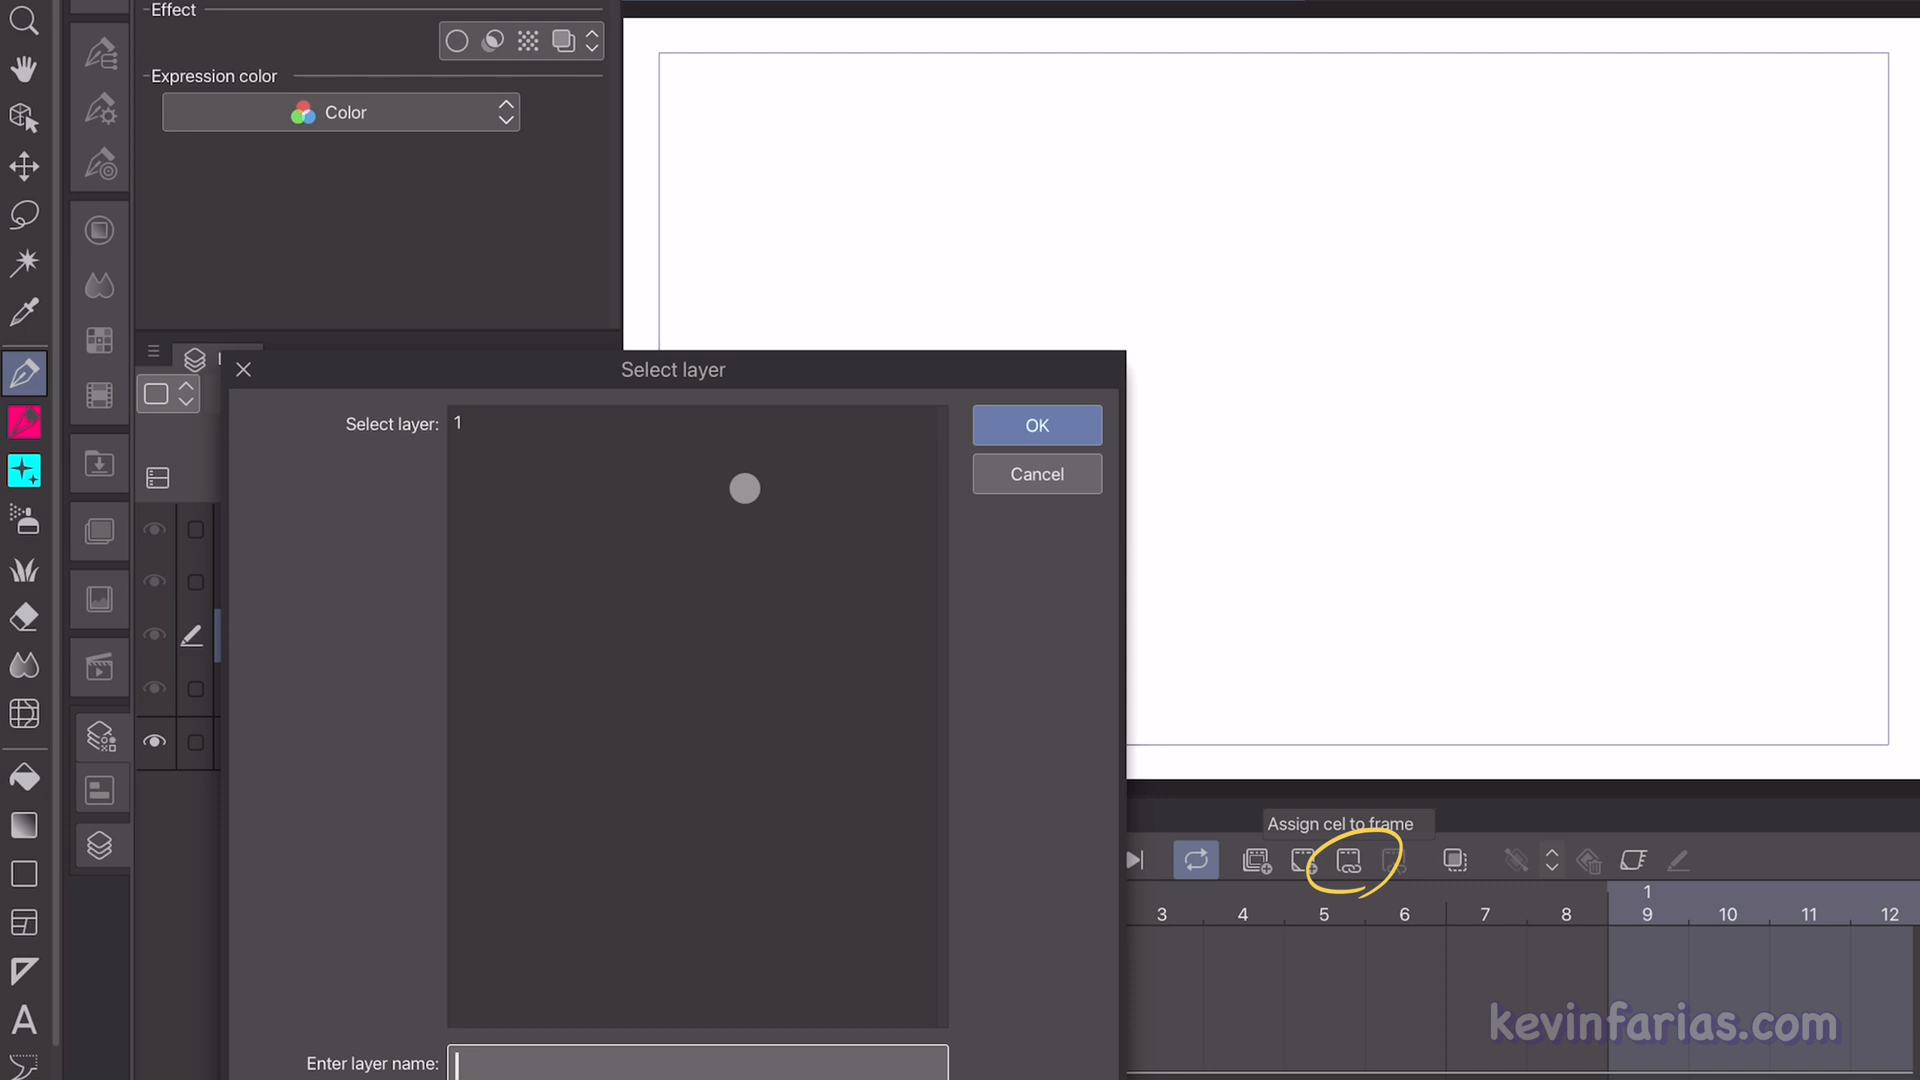 Effect
Expression color
Color
Select layer
Select layer:
1
OK
Cancel
Enter layer name:
Assign cel to frame
1
3 4 5 6 7 8 9 10 11 12
kevinfarias.com